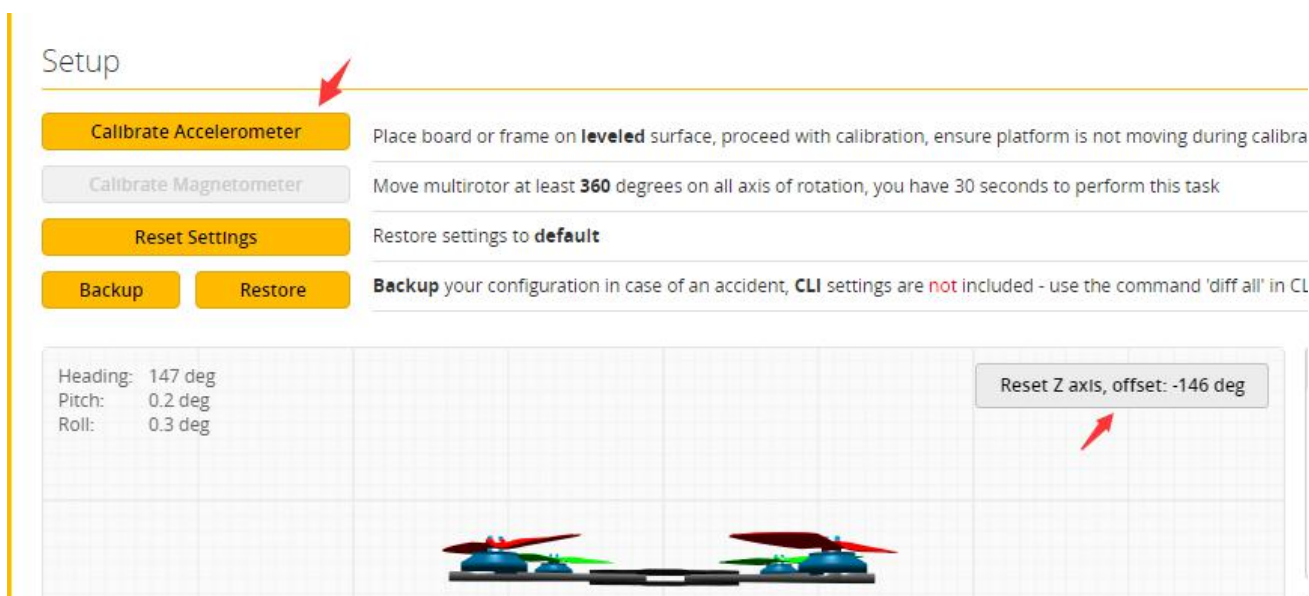 Setup
Calibrate Accelerometer
Place board or frame on leveled surface, proceed with calibration, ensure platform is not moving during calibra
Calibrate Magnetometer
Move multirotor at least 360 degrees on all axis of rotation, you have 30 seconds to perform this task
Reset Settings
Restore settings to default
Backup Restore
Backup your configuration in case of an accident, CLI settings are not included - use the command 'diff all' in CL
Heading: 147 deg
Reset Z axis, offset: -146 deg
Pitch: 0.2 deg
Roll: 0.3 deg